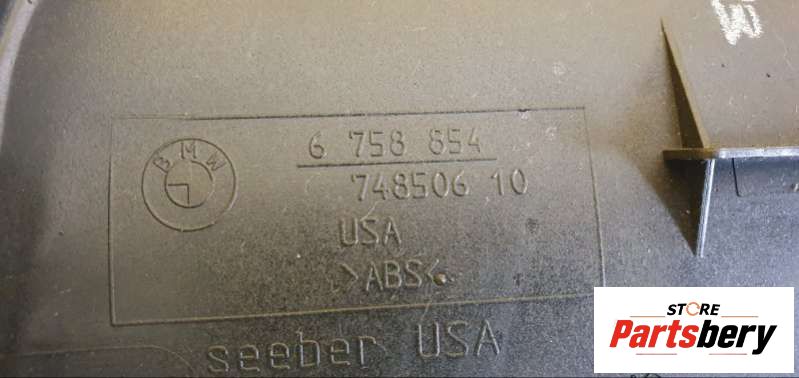 BMW
6 758 854
748506 10
USA
>ABS<
seeber USA
STORE
Partsbery